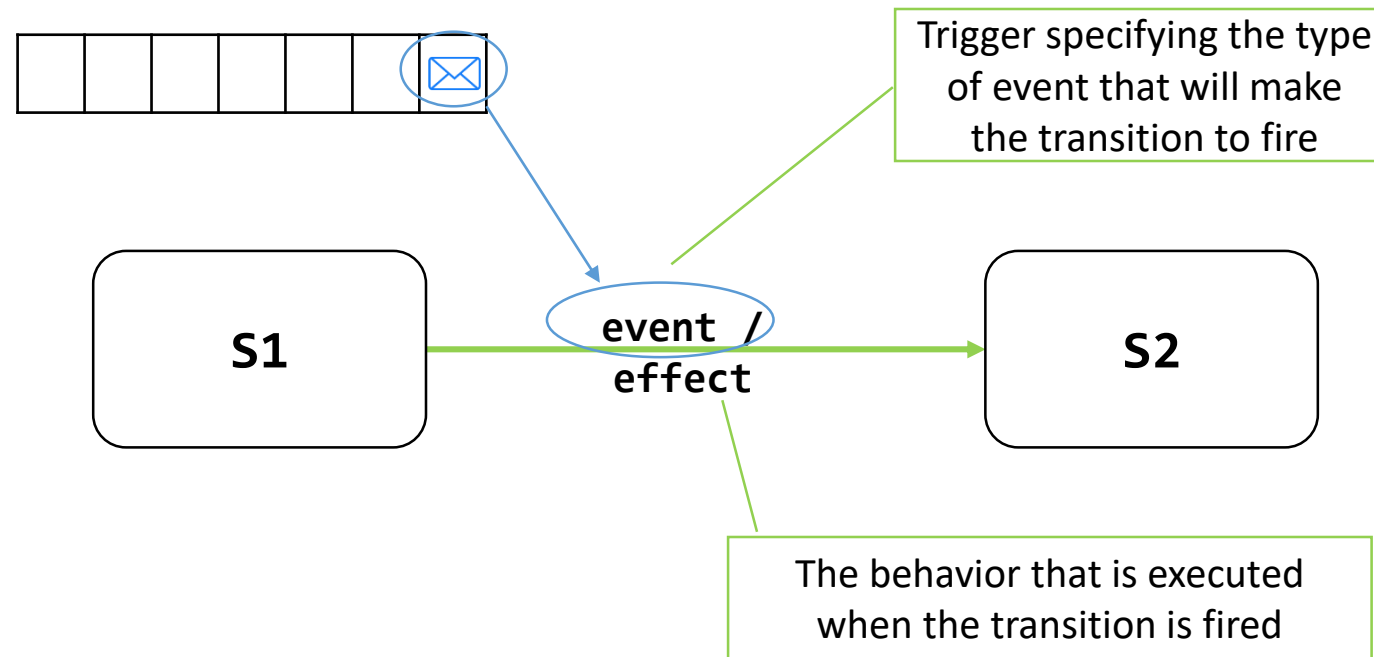 Trigger specifying the type
of event that will make
the transition to fire
S1
event /
effect
S2
The behavior that is executed
when the transition is fired